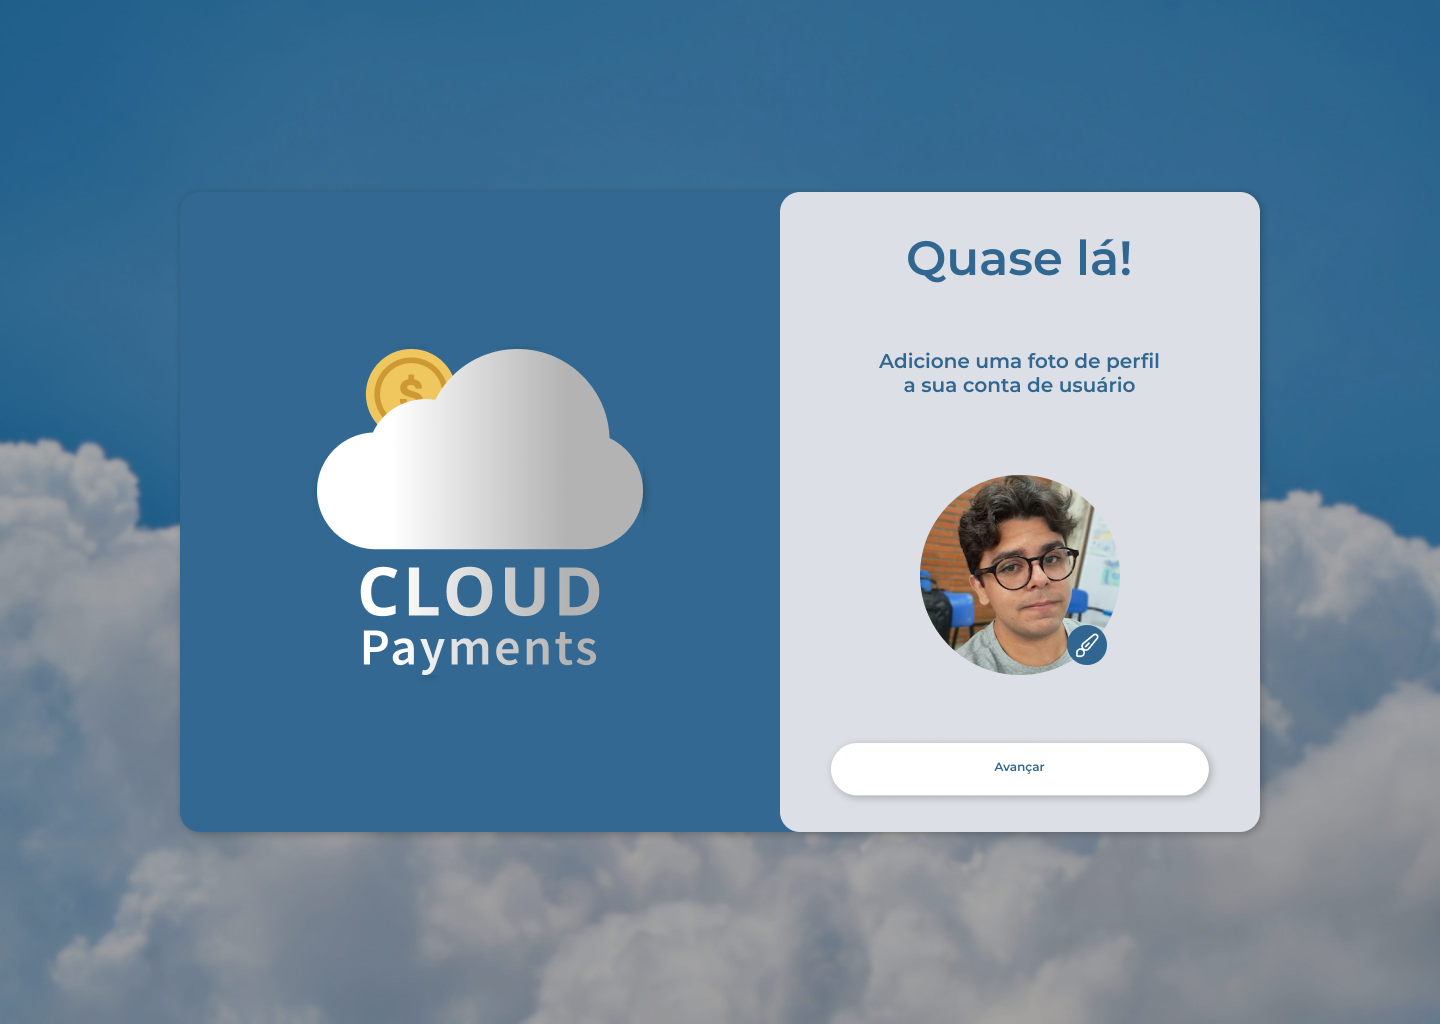 Quase lá!
Adicione uma foto de perfil
a sua conta de usuário
$
CLOUD
Payments
Avançar